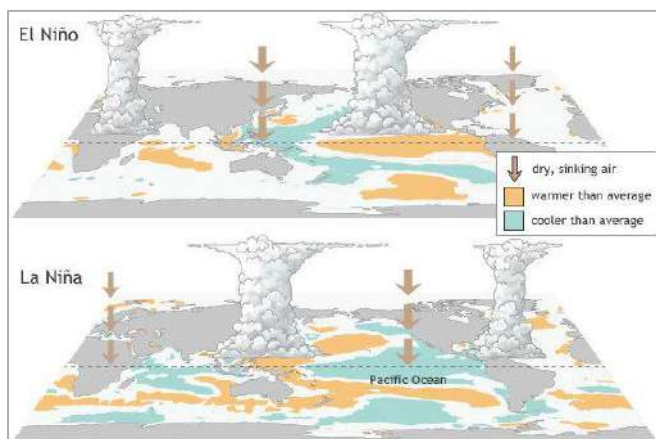 El Niño
dry, sinking air
warmer than average
cooler than average
La Niña
Pacific Ocean